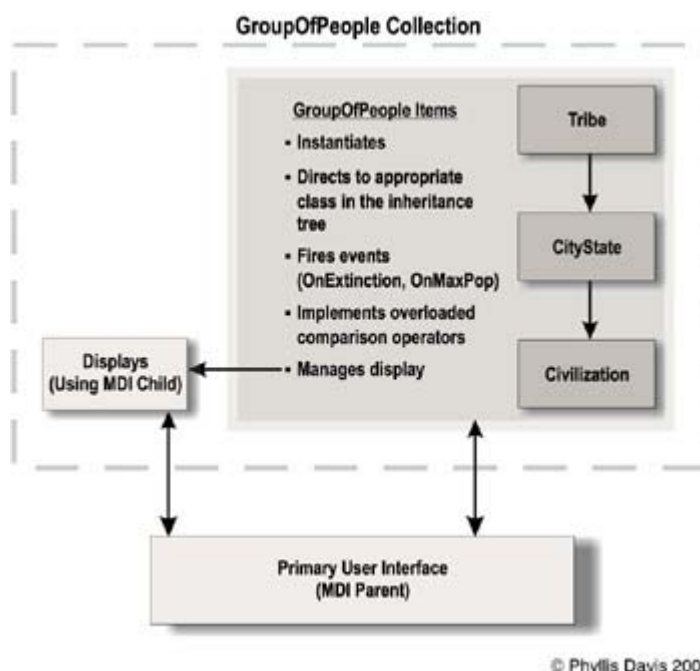 GroupOfPeople Collection
GroupOfPeople Items
▪ Instantiates
▪ Directs to appropriate
class in the inheritance
tree
▪ Fires events
(OnExtinction, OnMaxPop)
▪ Implements overloaded
comparison operators
▪ Manages display
Tribe
CityState
Civilization
Displays
(Using MDI Child)
Primary User Interface
(MDI Parent)
© Phyllis Davis